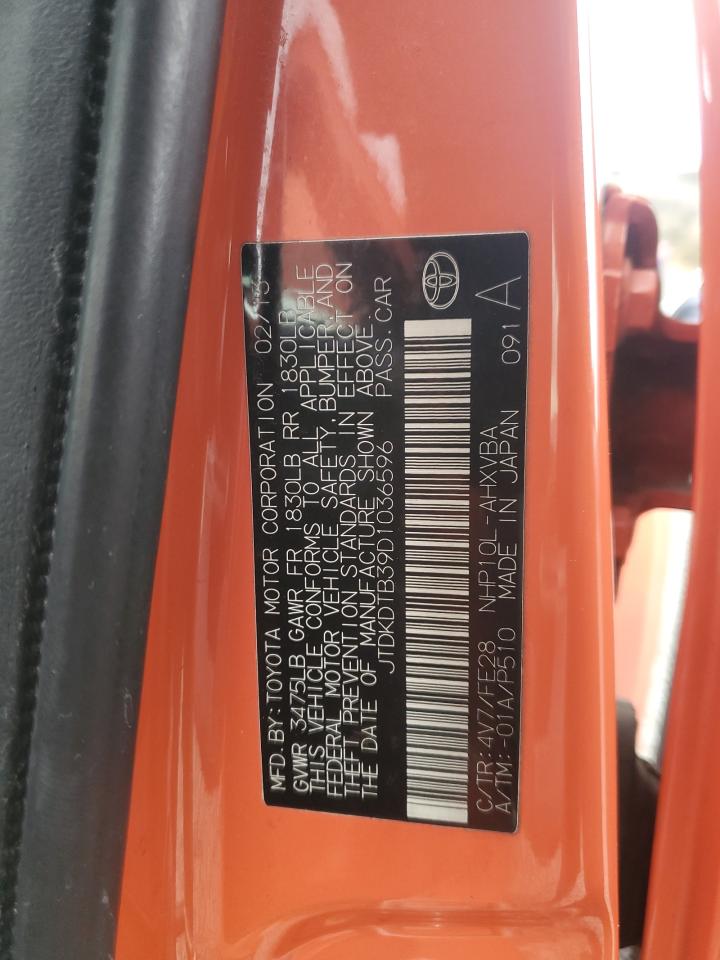 MFD. BY: TOYOTA MOTOR CORPORATION 02/13
GVWR 3475LB GAWR FR 1830LB RR 1830LB
THIS VEHICLE CONFORMS TO ALL APPLICABLE
FEDERAL MOTOR VEHICLE SAFETY, BUMPER, AND
THEFT PREVENTION STANDARDS IN EFFECT ON
THE DATE OF MANUFACTURE SHOWN ABOVE.
JTDKDTB39D1036596 PASS. CAR
C/TR: 4V7/FE28 NHP10L-AHXVBA
A/TM: -01A/P510 MADE IN JAPAN 091 A